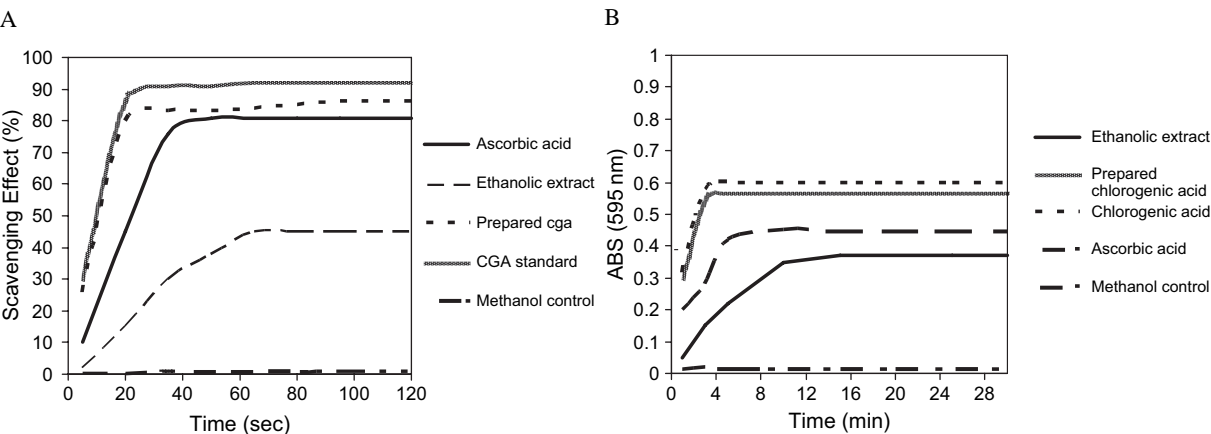 A
Scavenging Effect (%)
100
90
80
70
60
50
40
30
20
10
0
0 20 40 60 80 100 120
Time (sec)
Ascorbic acid
Ethanolic extract
Prepared cga
CGA standard
Methanol control
B
ABS (595 nm)
1
0.9
0.8
0.7
0.6
0.5
0.4
0.3
0.2
0.1
0
0 4 8 12 16 20 24 28
Time (min)
Ethanolic extract
Prepared
chlorogenic acid
Chlorogenic acid
Ascorbic acid
Methanol control